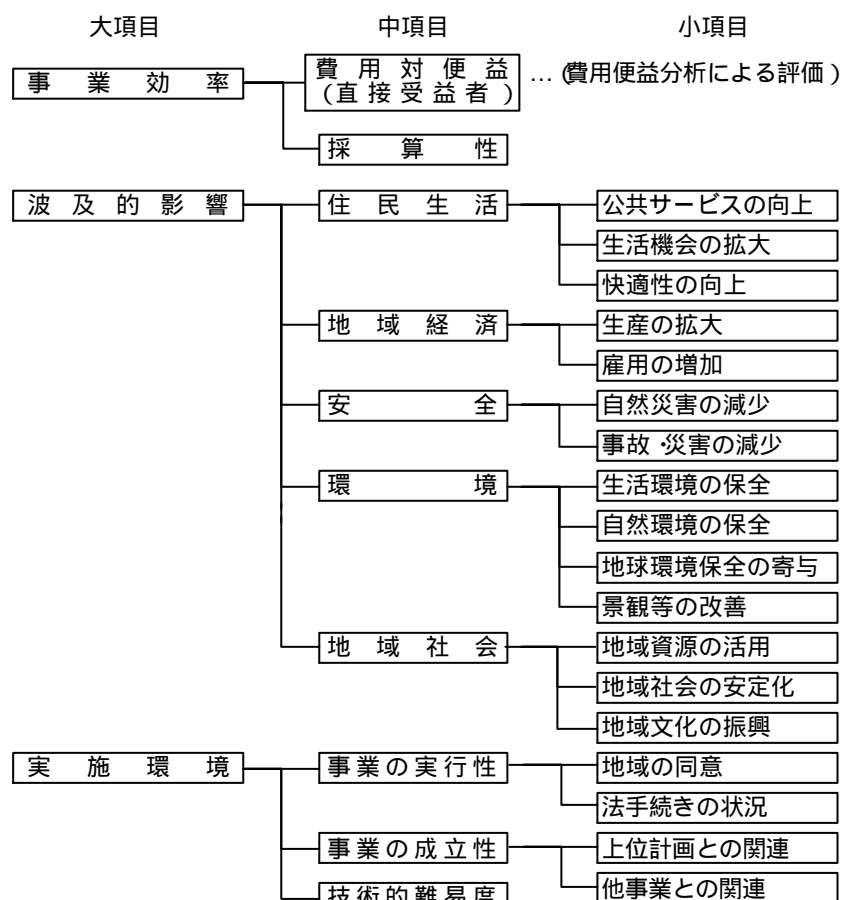 大項目 中項目 小項目
事業効率 費用対便益 …(費用便益分析による評価)
(直接受益者)
採算性
波及的影響 住民生活 公共サービスの向上
生活機会の拡大
快適性の向上
地域経済 生産の拡大
雇用の増加
安全 自然災害の減少
事故・災害の減少
環境 生活環境の保全
自然環境の保全
地球環境保全の寄与
景観等の改善
地域社会 地域資源の活用
地域社会の安定化
地域文化の振興
実施環境 事業の実行性 地域の同意
法手続きの状況
事業の成立性 上位計画との関連
他事業との関連
技術的難易度